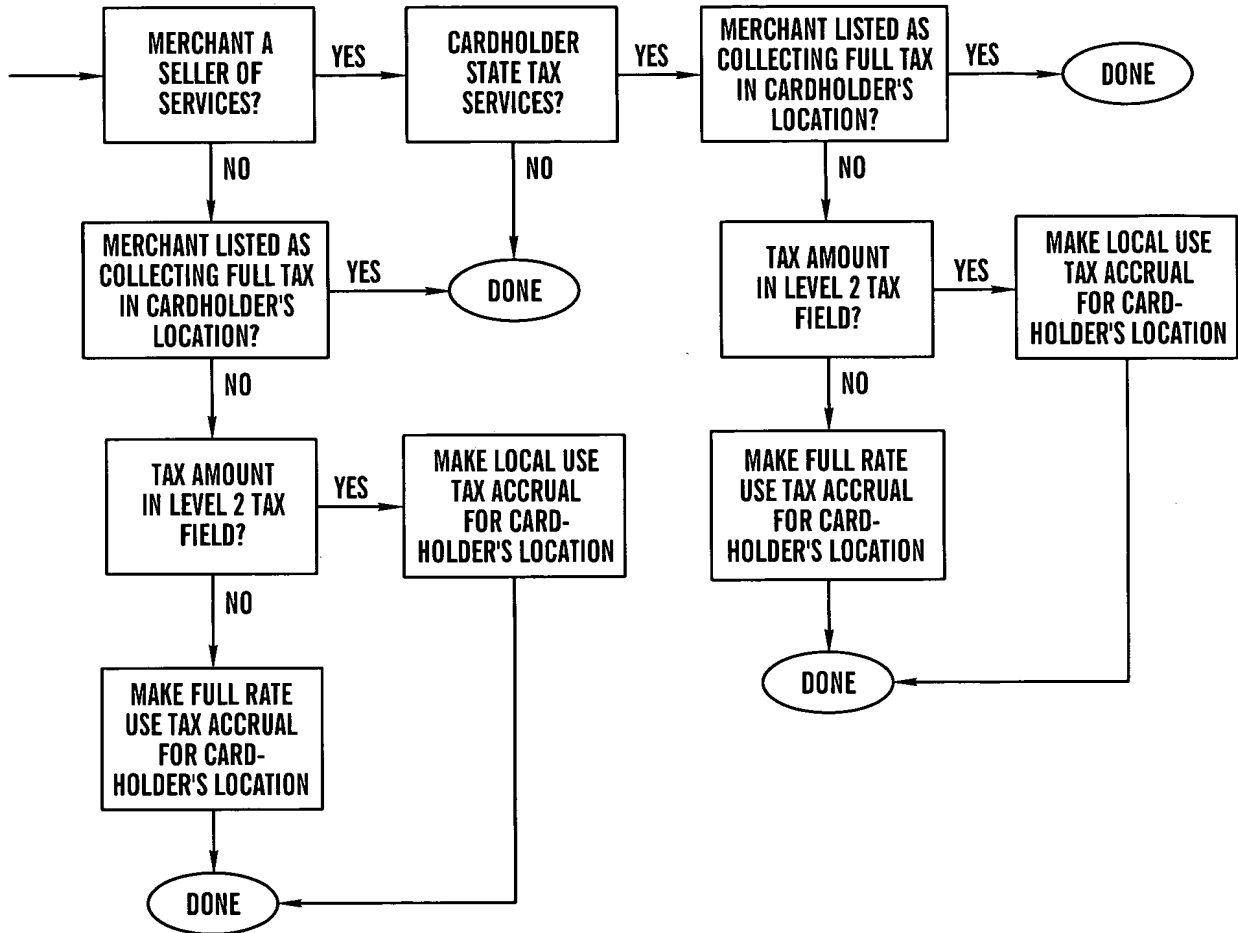 MERCHANT A
SELLER OF
SERVICES?
YES
CARDHOLDER
STATE TAX
SERVICES?
YES
MERCHANT LISTED AS
COLLECTING FULL TAX
IN CARDHOLDER'S
LOCATION?
YES
DONE
NO
NO
NO
MERCHANT LISTED AS
COLLECTING FULL TAX
IN CARDHOLDER'S
LOCATION?
YES
DONE
TAX AMOUNT
IN LEVEL 2 TAX
FIELD?
YES
MAKE LOCAL USE
TAX ACCRUAL
FOR CARD-
HOLDER'S LOCATION
NO
NO
TAX AMOUNT
IN LEVEL 2 TAX
FIELD?
YES
MAKE LOCAL USE
TAX ACCRUAL
FOR CARD-
HOLDER'S LOCATION
MAKE FULL RATE
USE TAX ACCRUAL
FOR CARD-
HOLDER'S LOCATION
NO
DONE
MAKE FULL RATE
USE TAX ACCRUAL
FOR CARD-
HOLDER'S LOCATION
DONE